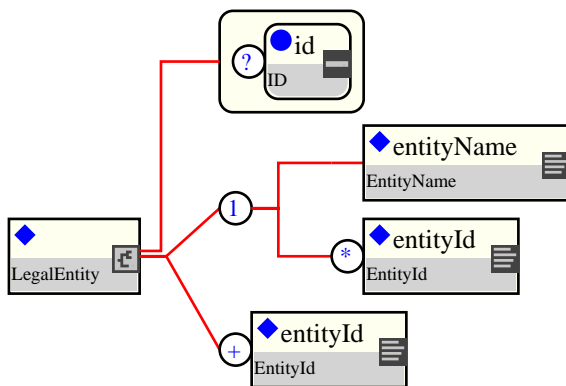 id
?
ID
entityName
EntityName
1
LegalEntity
entityId
*
EntityId
entityId
+
EntityId